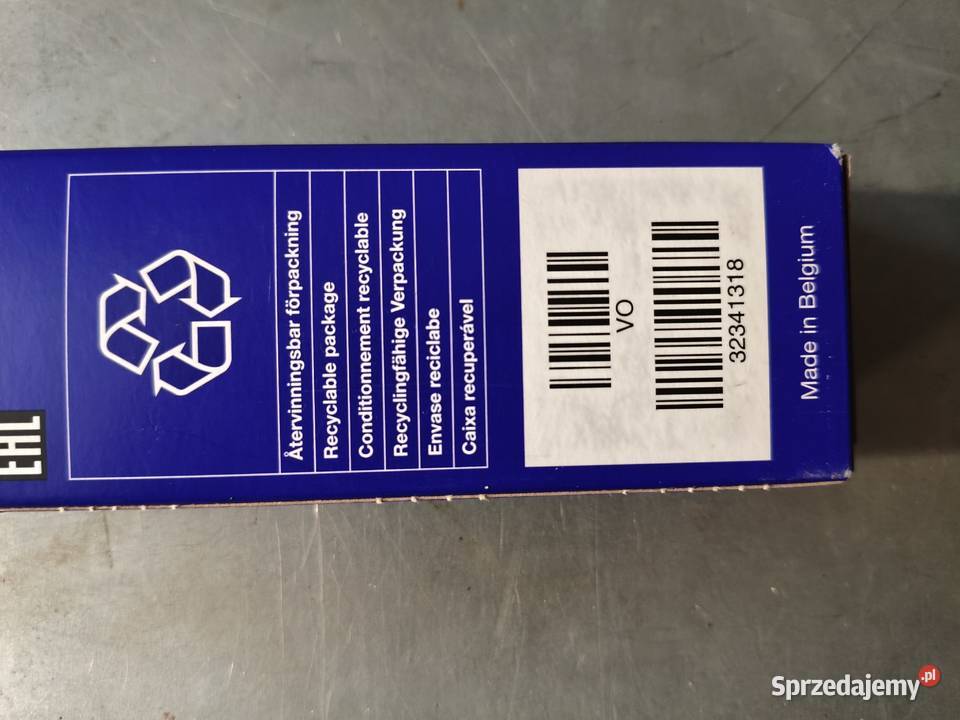 EAC
Återvinningsbar förpackning
Recyclable package
Conditionnement recyclable
Recyclingfähige Verpackung
Envase reciclabe
Caixa recuperável
VO
32341318
Made in Belgium
Sprzedajemy.pl